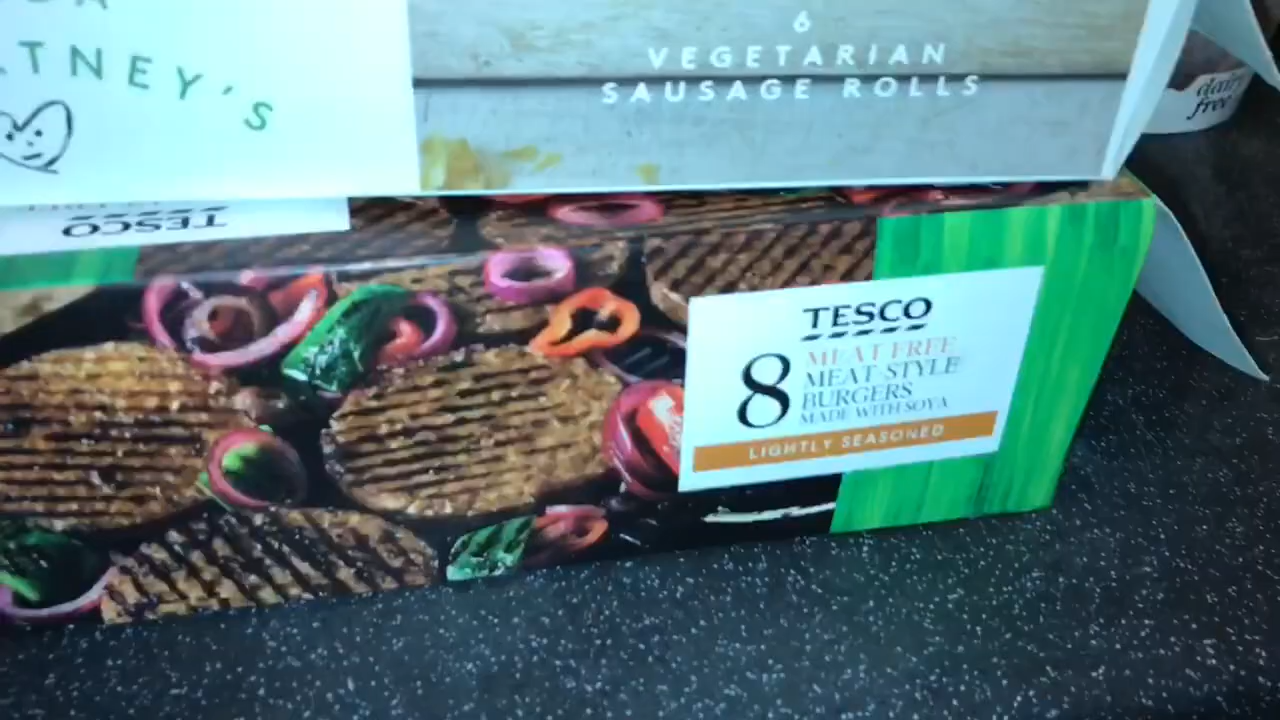 TNEY'S
6
VEGETARIAN
SAUSAGE ROLLS
dairy
free
TESCO
TESCO
8
MEAT FREE
MEAT STYLE
BURGERS
MADE WITH SOYA
LIGHTLY SEASONED